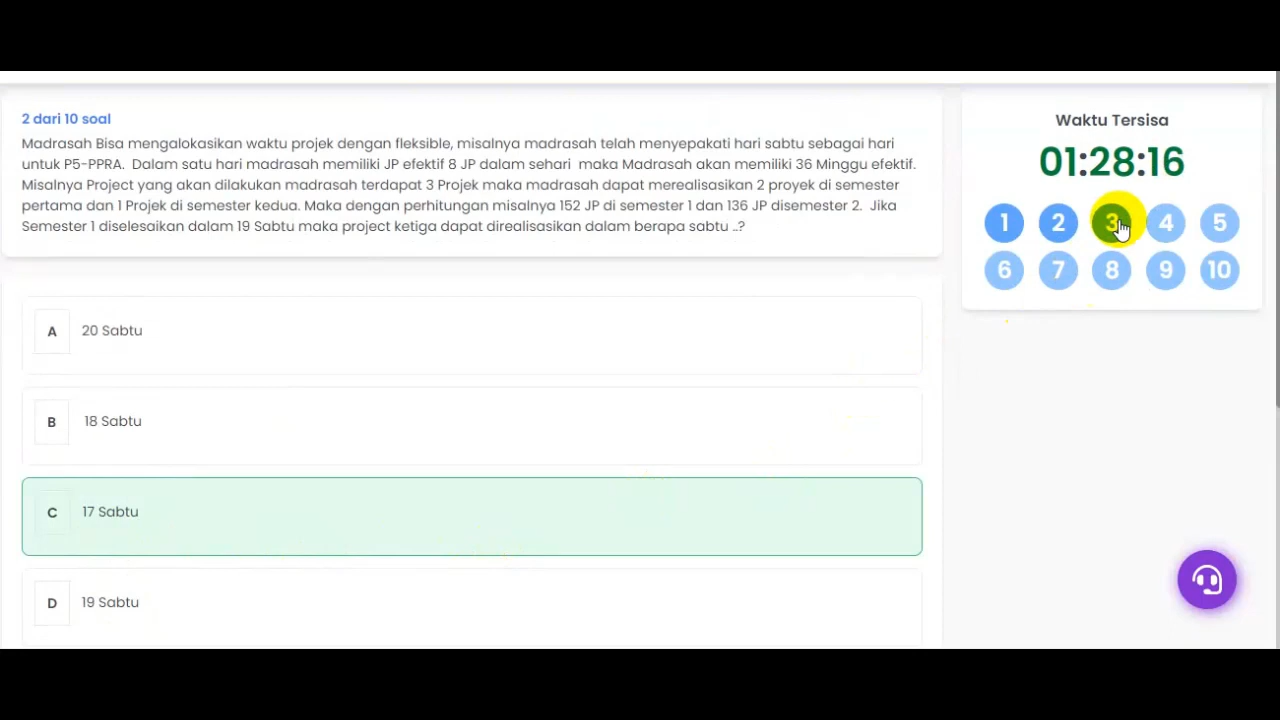 2 dari 10 soal
Madrasah Bisa mengalokasikan waktu projek dengan fleksible, misalnya madrasah telah menyepakati hari sabtu sebagai hari
untuk P5-PPRA. Dalam satu hari madrasah memiliki JP efektif 8 JP dalam sehari maka Madrasah akan memiliki 36 Minggu efektif.
Misalnya Project yang akan dilakukan madrasah terdapat 3 Projek maka madrasah dapat merealisasikan 2 proyek di semester
pertama dan 1 Projek di semester kedua. Maka dengan perhitungan misalnya 152 JP di semester 1 dan 136 JP disemester 2. Jika
Semester 1 diselesaikan dalam 19 Sabtu maka project ketiga dapat direalisasikan dalam berapa sabtu ..?
A 20 Sabtu
B 18 Sabtu
C 17 Sabtu
D 19 Sabtu
Waktu Tersisa
01:28:16
1 2 3 4 5
6 7 8 9 10